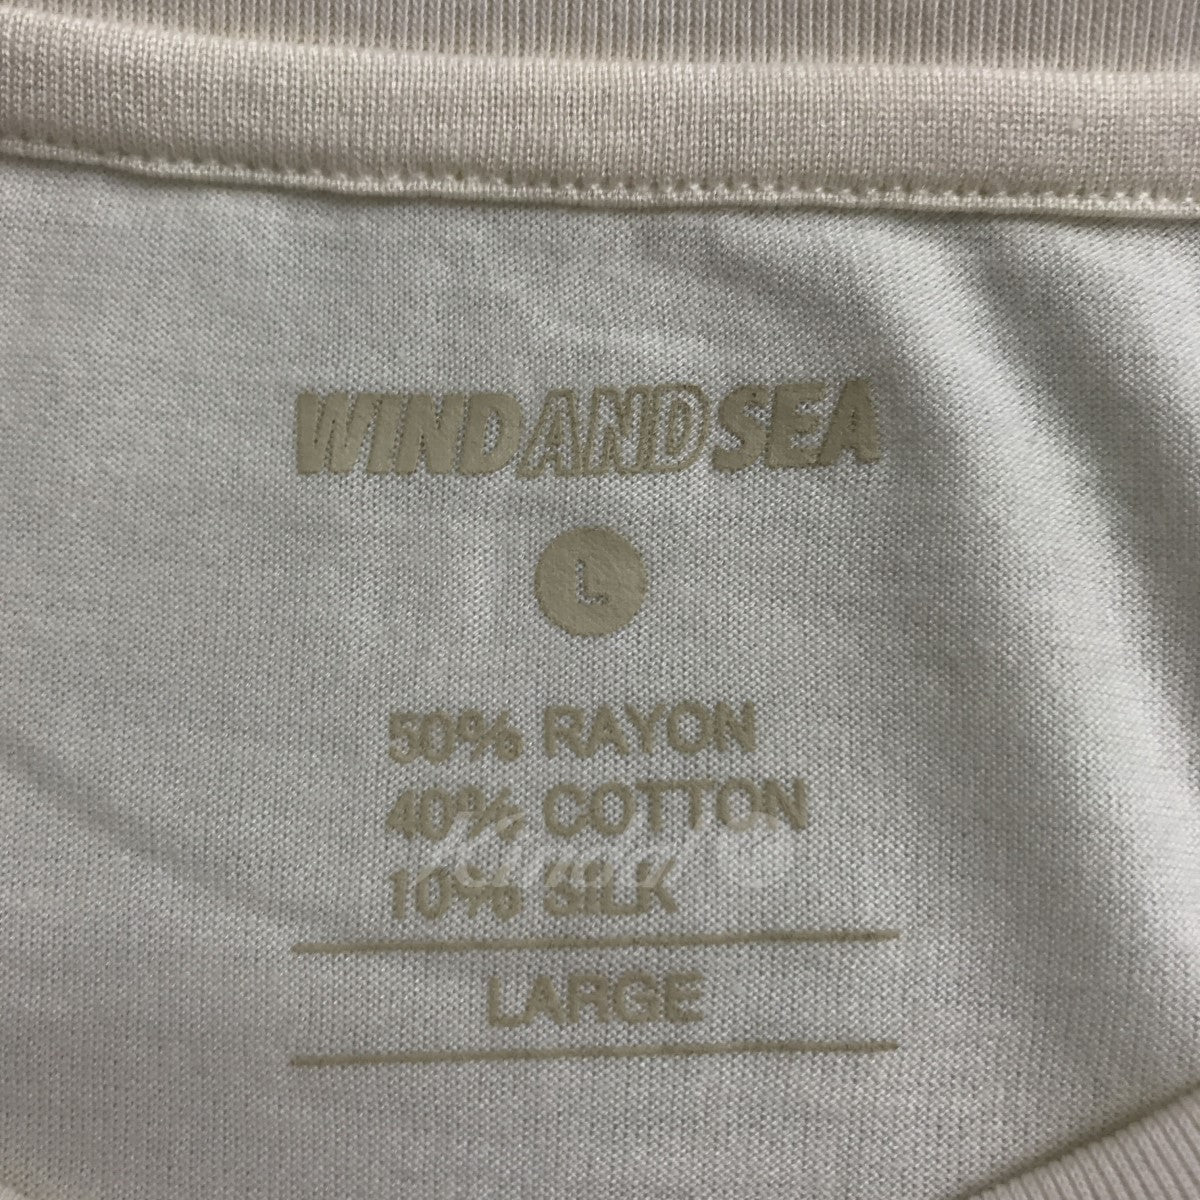 WINDANDSEA
L
50% RAYON
40% COTTON
10% SILK
LARGE